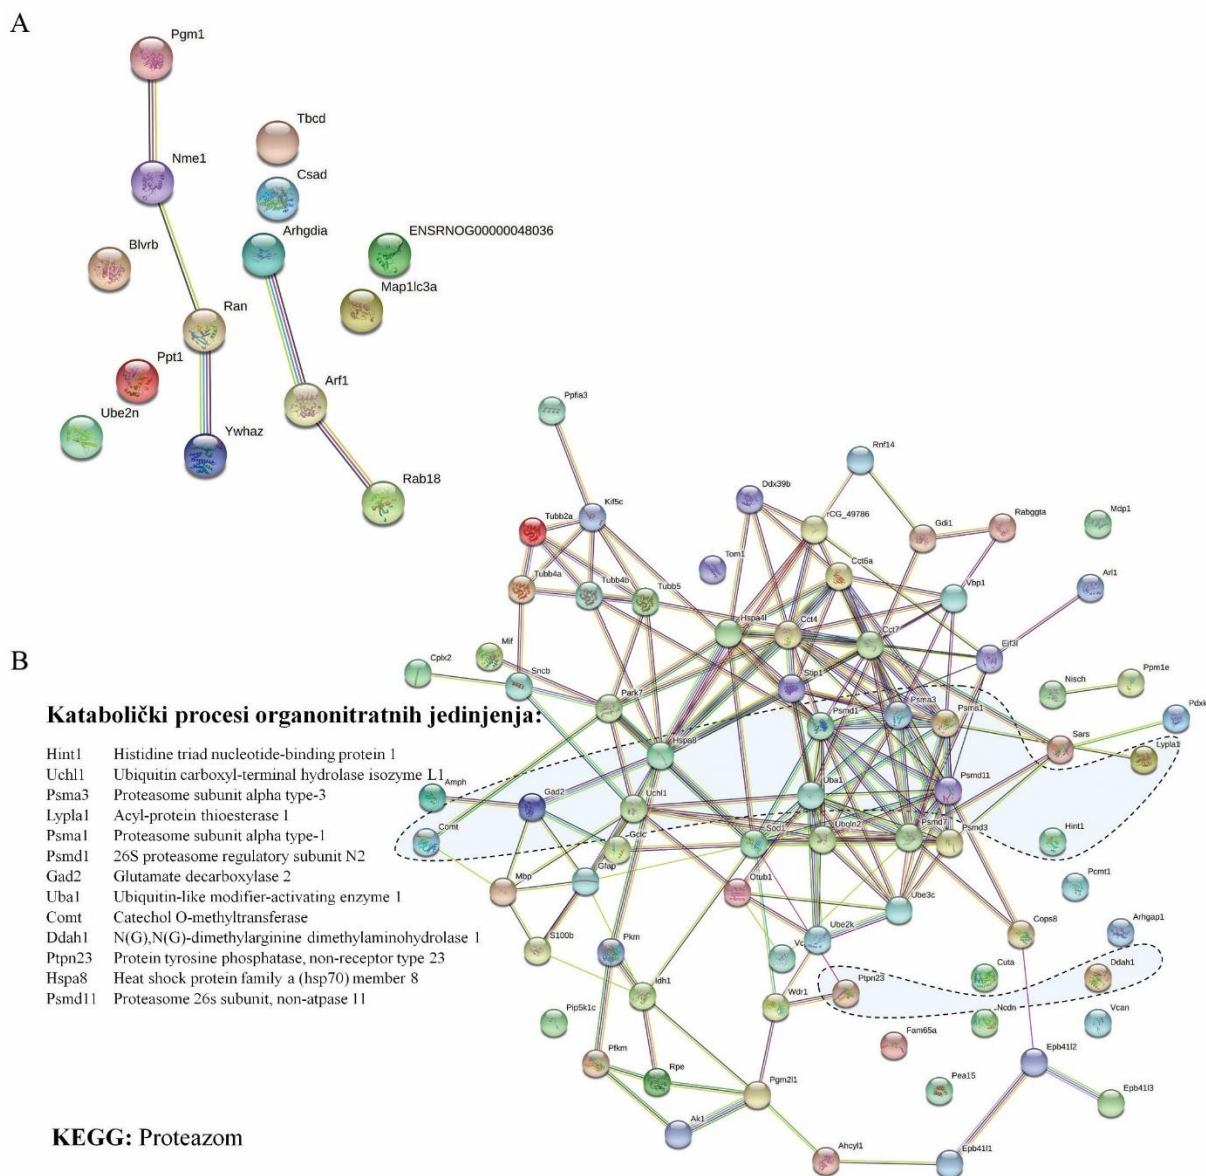 A
Pgm1
Tbcd
Nme1
Csad
Arhgdia
ENSRNOG00000048036
Blvrb
Map1lc3a
Ran
Ppt1
Arf1
Ube2n
Ywhaz
Rab18
B
Ppfia3
Rnf14
Ddx39b
Kif5c
rCG_49786
Rabggta
Mdp1
Tubb2a
Gdi1
Tom1
Cct6a
Arl1
Tubb4a
Tubb4b
Tubb5
Vbp1
Hspa4l
Cct4
Cct7
Eif3l
Mif
Cplx2
Sncb
Stip1
Ppm1e
Nisch
Park7
Psma3
Psma1
Psmd1
Pdxk
Sars
Lypla1
Hspa8
Amph
Gad2
Uchl1
Uba1
Psmd11
Comt
Gclc
Sod1
Ubqln2
Psmd7
Psmd3
Hint1
Mbp
Gfap
Otub1
Pcmt1
Ube3c
S100b
Pkm
Ube2k
Cops8
Arhgap1
Vc
Cuta
Ddah1
Idh1
Ptpn23
Wdr1
Pip5k1c
Ncdn
Vcan
Fam65a
Pfkm
Rpe
Epb41l2
Pgm2l1
Pea15
Epb41l3
Ak1
Ahcyl1
Epb41l1
Katabolički procesi organonitratnih jedinjenja:
Hint1 Histidine triad nucleotide-binding protein 1
Uchl1 Ubiquitin carboxyl-terminal hydrolase isozyme L1
Psma3 Proteasome subunit alpha type-3
Lypla1 Acyl-protein thioesterase 1
Psma1 Proteasome subunit alpha type-1
Psmd1 26S proteasome regulatory subunit N2
Gad2 Glutamate decarboxylase 2
Uba1 Ubiquitin-like modifier-activating enzyme 1
Comt Catechol O-methyltransferase
Ddah1 N(G),N(G)-dimethylarginine dimethylaminohydrolase 1
Ptpn23 Protein tyrosine phosphatase, non-receptor type 23
Hspa8 Heat shock protein family a (hsp70) member 8
Psmd11 Proteasome 26s subunit, non-atpase 11
KEGG: Proteazom